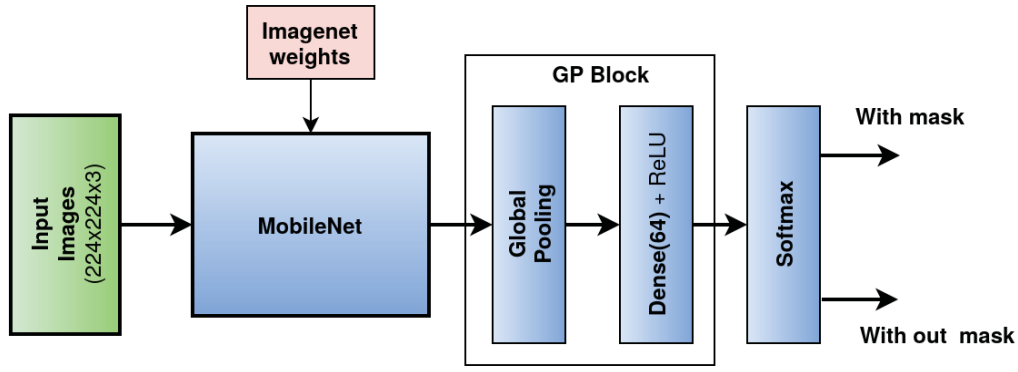 Imagenet
weights
GP Block
Input
Images
(224x224x3)
MobileNet
Global
Pooling
Dense(64) + ReLU
Softmax
With mask
With out mask